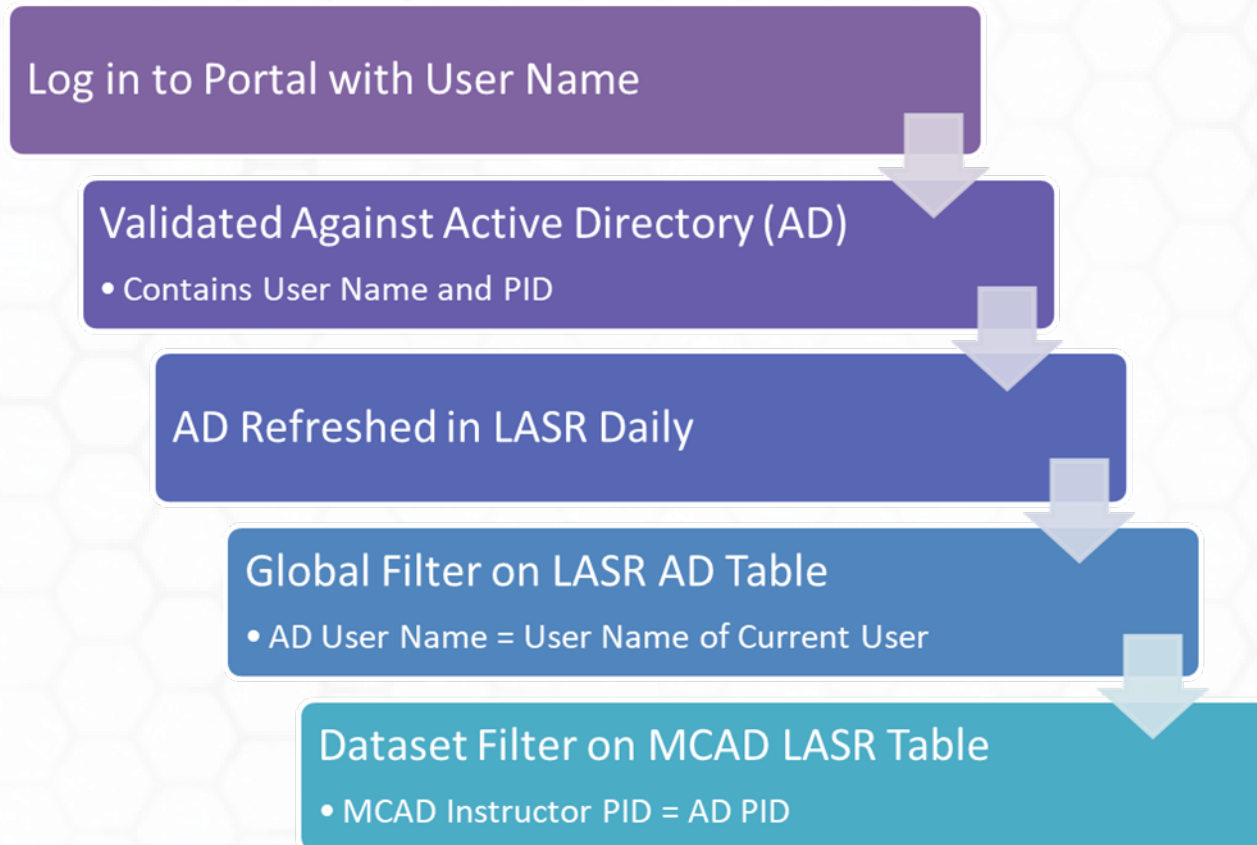 Log in to Portal with User Name
Validated Against Active Directory (AD)
• Contains User Name and PID
AD Refreshed in LASR Daily
Global Filter on LASR AD Table
• AD User Name = User Name of Current User
Dataset Filter on MCAD LASR Table
• MCAD Instructor PID = AD PID